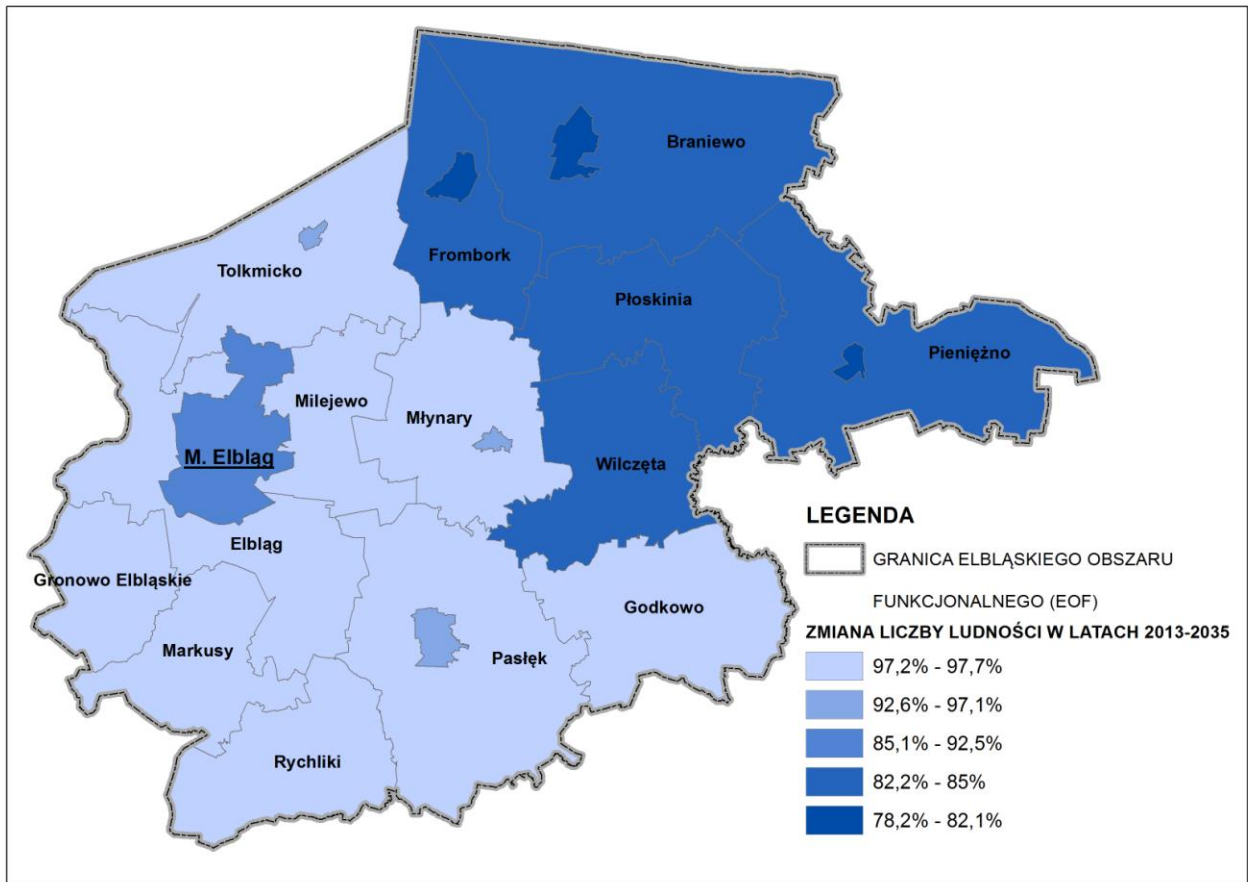 Braniewo
Frombork
Tolkmicko
Płoskinia
Pieniężno
Milejewo
Młynary
M. Elbląg
Wilczęta
Elbląg
Gronowo Elbląskie
Godkowo
Markusy
Pasłęk
Rychliki
LEGENDA
GRANICA ELBLĄSKIEGO OBSZARU
FUNKCJONALNEGO (EOF)
ZMIANA LICZBY LUDNOŚCI W LATACH 2013-2035
97,2% - 97,7%
92,6% - 97,1%
85,1% - 92,5%
82,2% - 85%
78,2% - 82,1%